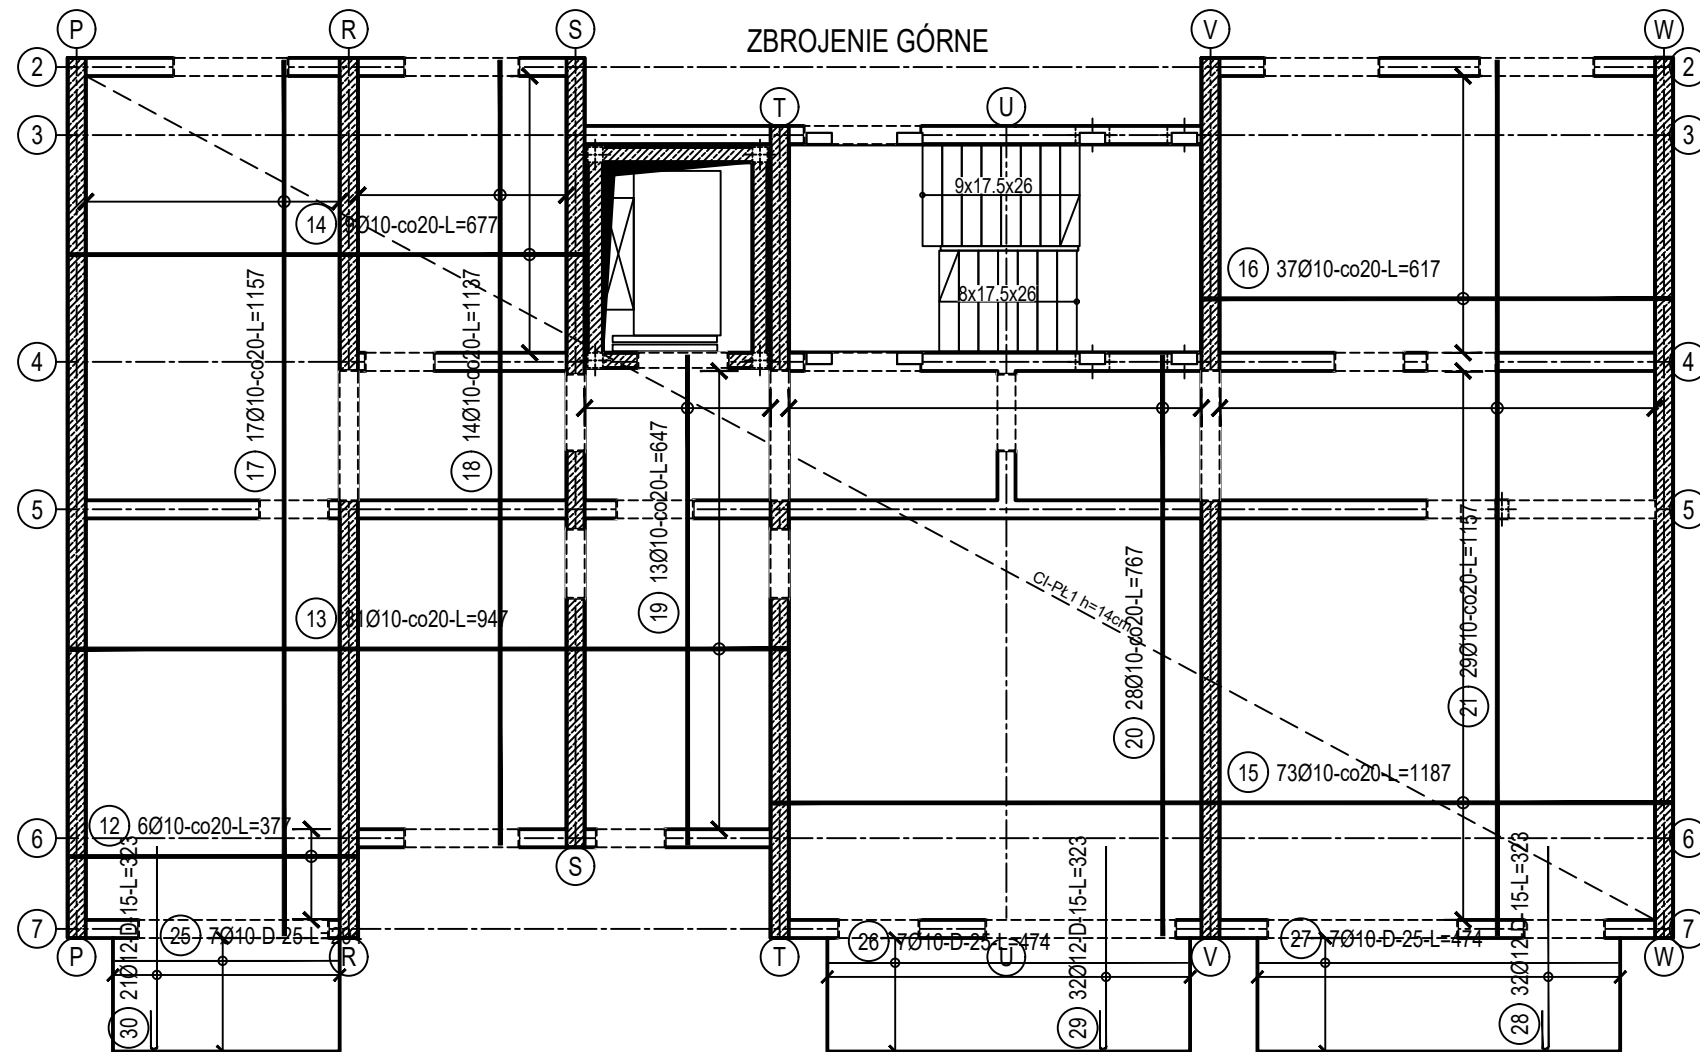 P
R
S
ZBROJENIE GÓRNE
V
W
2
2
T
U
3
3
9x17.5x26
14
Ø10-co20-L=677
16
37Ø10-co20-L=617
8x17.5x26
4
4
17
17Ø10-co20-L=1157
18
14Ø10-co20-L=1137
19
13Ø10-co20-L=647
5
5
CI-PŁ1 h=14cm
20
28Ø10-co20-L=767
21
29Ø10-co20-L=1157
13
1Ø10-co20-L=947
15
73Ø10-co20-L=1187
12
6Ø10-co20-L=377
6
6
S
7
7
25
7Ø10-D-25
26
7Ø10-D-25-L=474
27
7Ø10-D-25-L=474
P
R
T
U
V
W
30
21Ø12-D-15-L=323
29
32Ø12-D-15-L=323
28
32Ø12-D-15-L=323